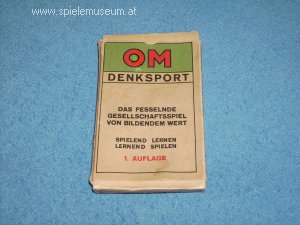 www.spielemuseum.at
OM
DENKSPORT
DAS FESSELNDE
GESELLSCHAFTSSPIEL
VON BILDENDEM WERT
SPIELEND LERNEN
LERNEND SPIELEN
1. AUFLAGE